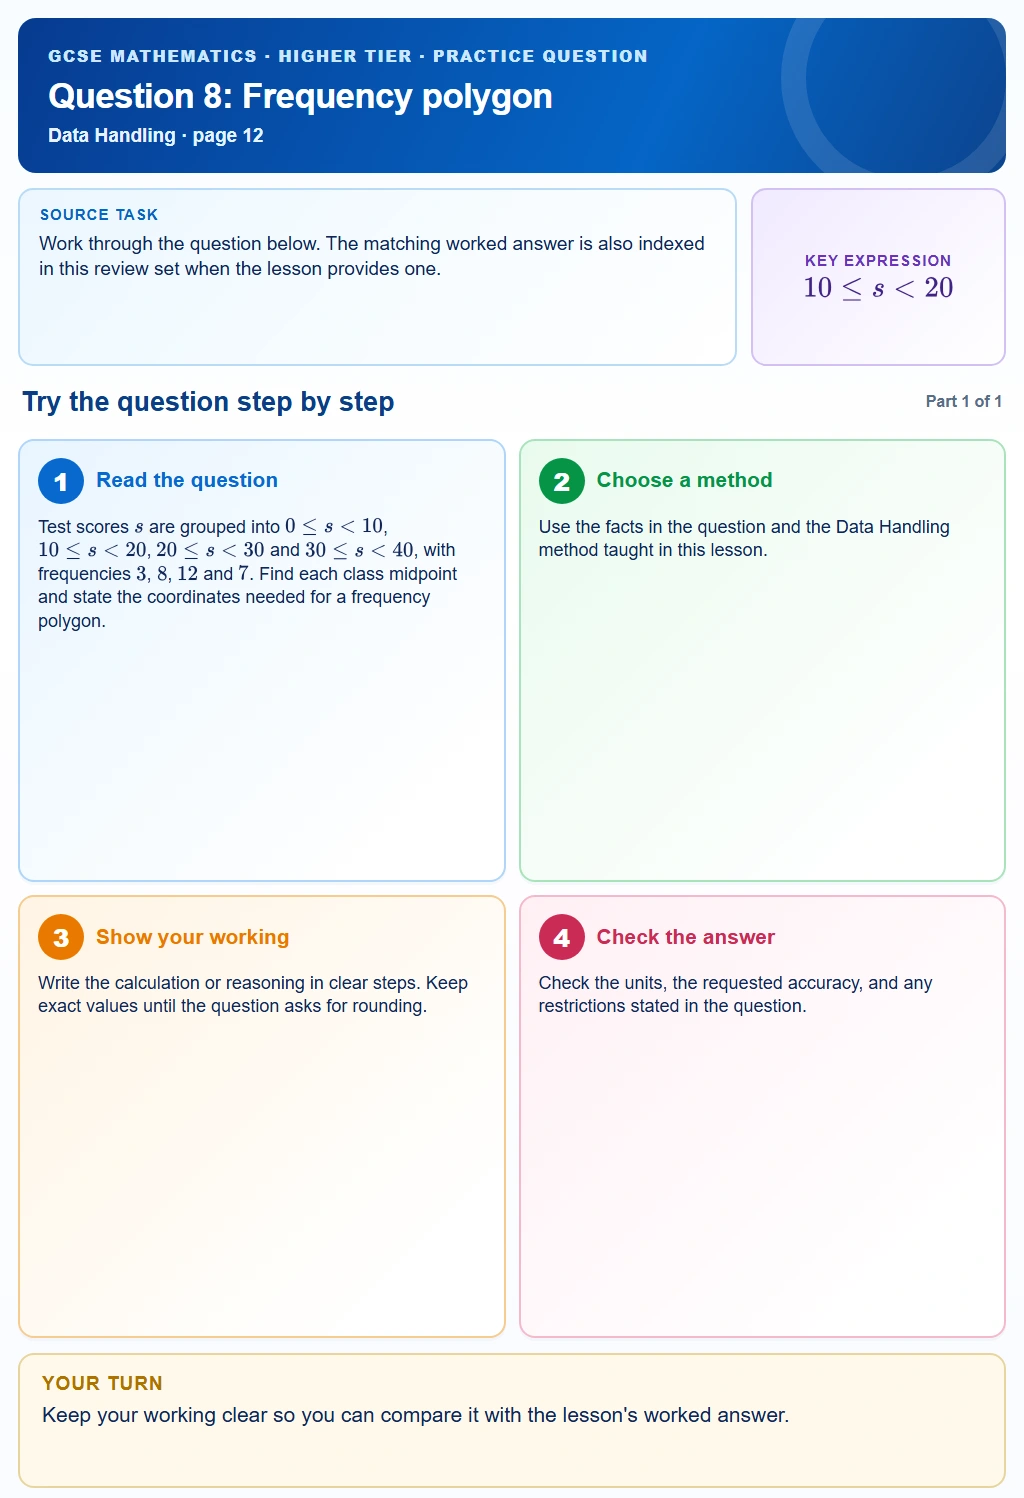 GCSE MATHEMATICS · HIGHER TIER · PRACTICE QUESTION
Question 8: Frequency polygon
Data Handling · page 12
SOURCE TASK
Work through the question below. The matching worked answer is also indexed
in this review set when the lesson provides one.
KEY EXPRESSION
10 ≤ s < 20
Try the question step by step
Part 1 of 1
1 Read the question
Test scores s are grouped into 0 ≤ s < 10,
10 ≤ s < 20, 20 ≤ s < 30 and 30 ≤ s < 40, with
frequencies 3, 8, 12 and 7. Find each class midpoint
and state the coordinates needed for a frequency
polygon.
2 Choose a method
Use the facts in the question and the Data Handling
method taught in this lesson.
3 Show your working
Write the calculation or reasoning in clear steps. Keep
exact values until the question asks for rounding.
4 Check the answer
Check the units, the requested accuracy, and any
restrictions stated in the question.
YOUR TURN
Keep your working clear so you can compare it with the lesson's worked answer.